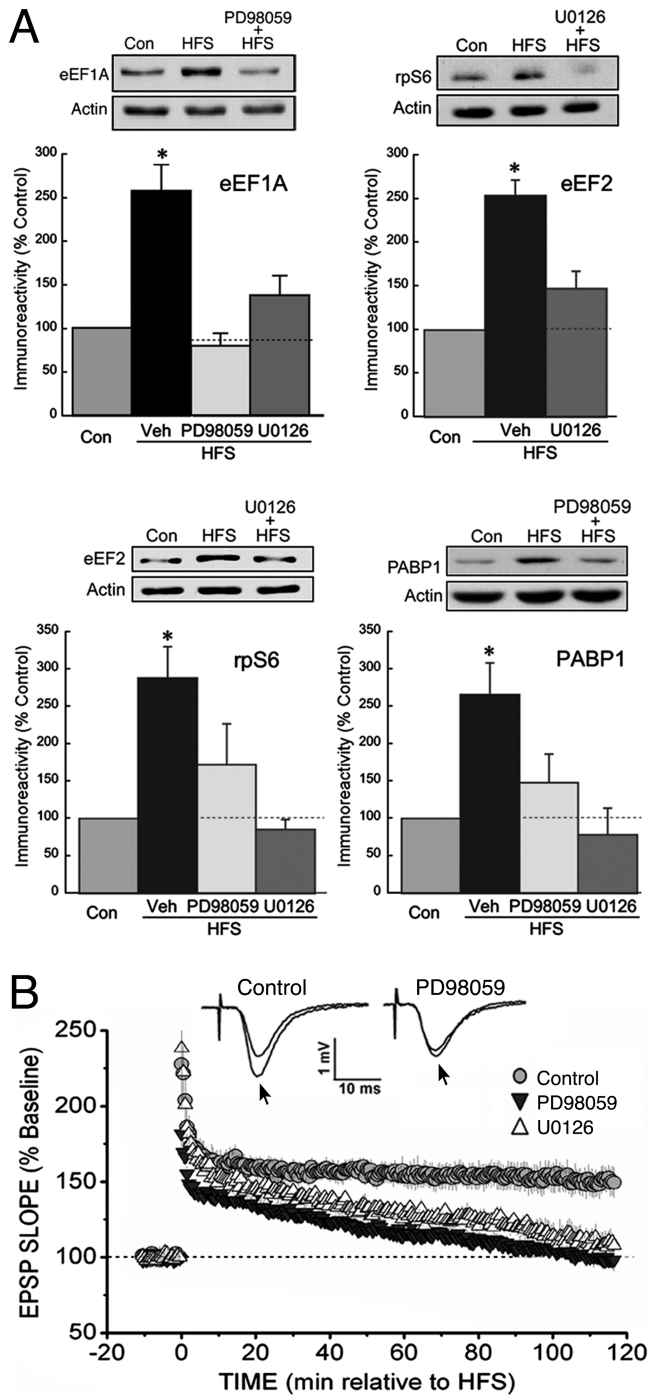 A
PD98059
Con HFS + HFS
eEF1A
Actin
U0126
Con HFS + HFS
rpS6
Actin
Immunoreactivity (% Control)
300
250
200
150
100
50
0
*
eEF1A
Con Veh PD98059 U0126
HFS
Immunoreactivity (% Control)
300
250
200
150
100
50
0
*
eEF2
Con Veh U0126
HFS
U0126
Con HFS + HFS
eEF2
Actin
PD98059
Con HFS + HFS
PABP1
Actin
Immunoreactivity (% Control)
350
300
250
200
150
100
50
0
*
rpS6
Con Veh PD98059 U0126
HFS
Immunoreactivity (% Control)
350
300
250
200
150
100
50
0
*
PABP1
Con Veh PD98059 U0126
HFS
B
Control PD98059
1 mV
10 ms
Control
PD98059
U0126
EPSP SLOPE (% Baseline)
250
200
150
100
50
-20 0 20 40 60 80 100 120
TIME (min relative to HFS)